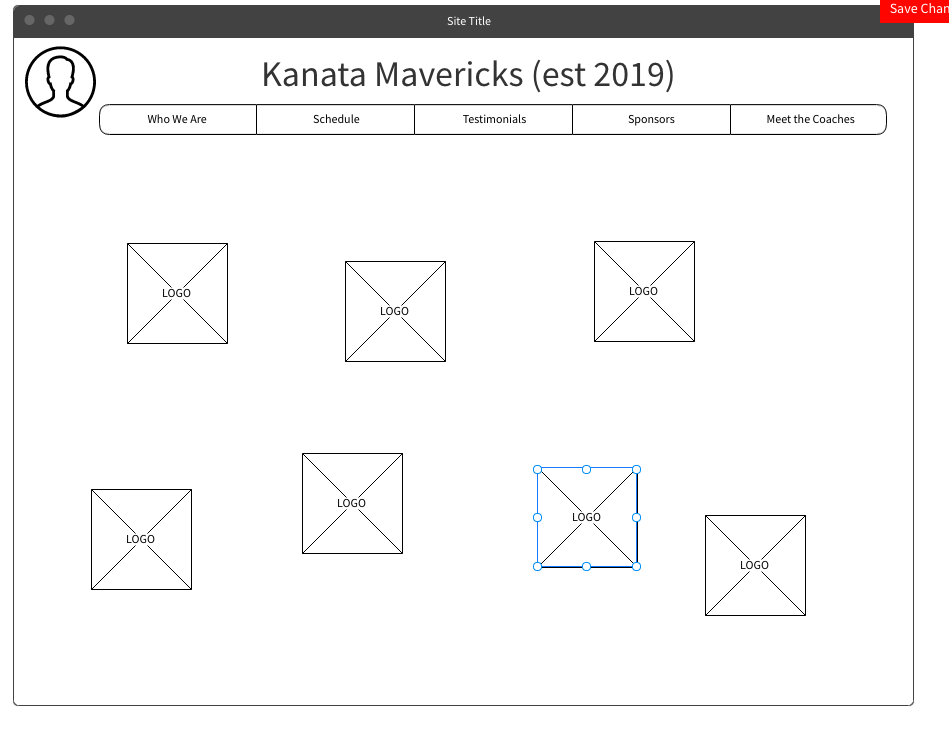 Site Title
Save Chan
Kanata Mavericks (est 2019)
Who We Are
Schedule
Testimonials
Sponsors
Meet the Coaches
LOGO
LOGO
LOGO
LOGO
LOGO
LOGO
LOGO